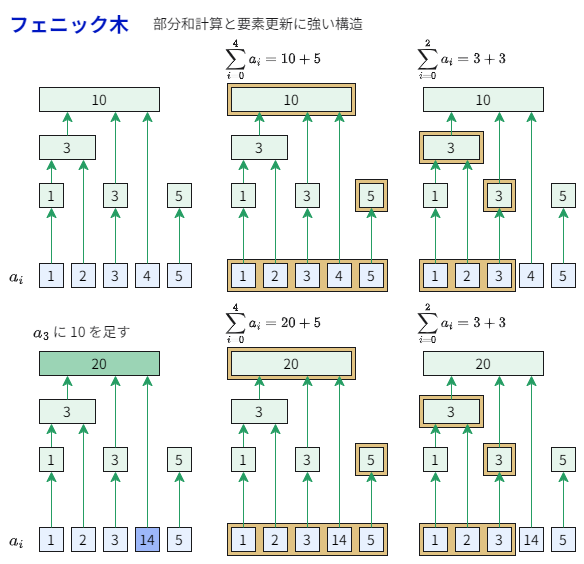 フェニック木 部分和計算と要素更新に強い構造
\sum_{i=0}^{4} a_i = 10 + 5
\sum_{i=0}^{2} a_i = 3 + 3
10 10 10
3 3 3
1 3 5 1 3 5 1 3 5
a_i 1 2 3 4 5 1 2 3 4 5 1 2 3 4 5
a_3 に 10 を足す
\sum_{i=0}^{4} a_i = 20 + 5
\sum_{i=0}^{2} a_i = 3 + 3
20 20 20
3 3 3
1 3 5 1 3 5 1 3 5
a_i 1 2 3 14 5 1 2 3 14 5 1 2 3 14 5